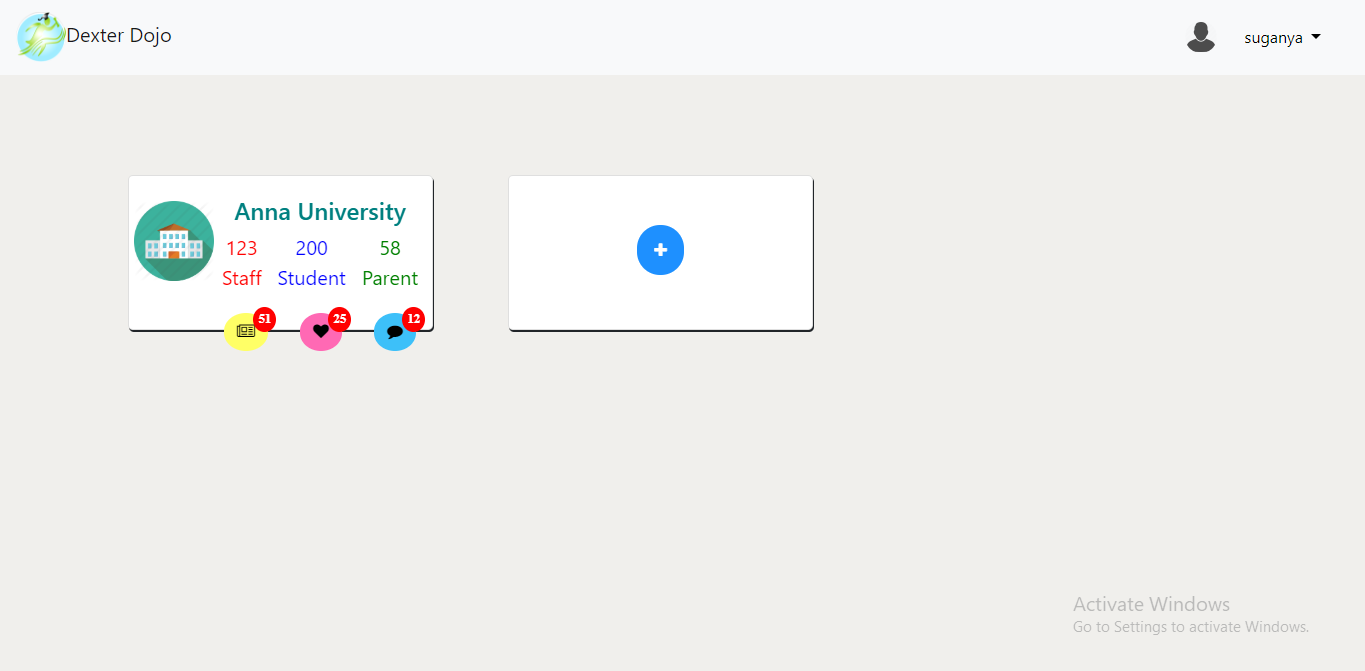 Dexter Dojo
suganya
Anna University
123 200 58
Staff Student Parent
51 25 12
Activate Windows
Go to Settings to activate Windows.